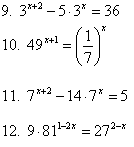 9. 3^{x+2} - 5·3^x = 36
10. 49^{x+1} = (1/7)^x
11. 7^{x+2} - 14·7^x = 5
12. 9·81^{1-2x} = 27^{2-x}